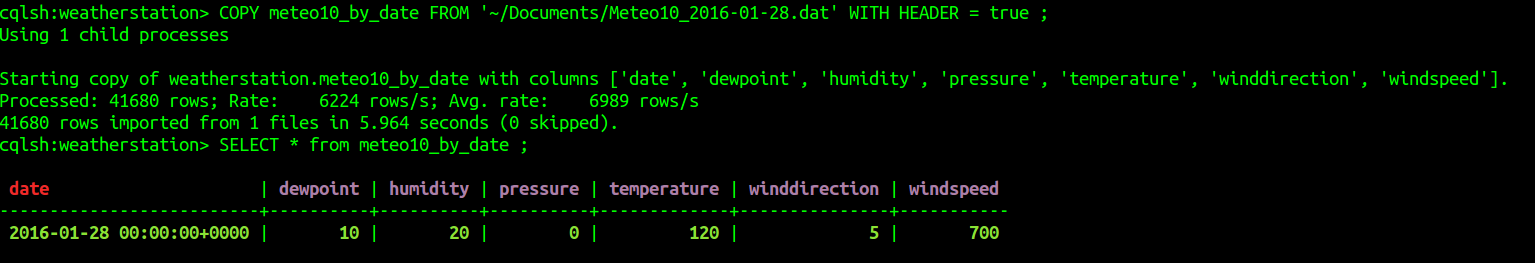 cqlsh:weatherstation> COPY meteo10_by_date FROM '~/Documents/Meteo10_2016-01-28.dat' WITH HEADER = true ;
Using 1 child processes
Starting copy of weatherstation.meteo10_by_date with columns ['date', 'dewpoint', 'humidity', 'pressure', 'temperature', 'winddirection', 'windspeed'].
Processed: 41680 rows; Rate:    6224 rows/s; Avg. rate:    6989 rows/s
41680 rows imported from 1 files in 5.964 seconds (0 skipped).
cqlsh:weatherstation> SELECT * from meteo10_by_date ;
 date                     | dewpoint | humidity | pressure | temperature | winddirection | windspeed
--------------------------+----------+----------+----------+-------------+---------------+-----------
 2016-01-28 00:00:00+0000 |       10 |       20 |        0 |         120 |             5 |       700